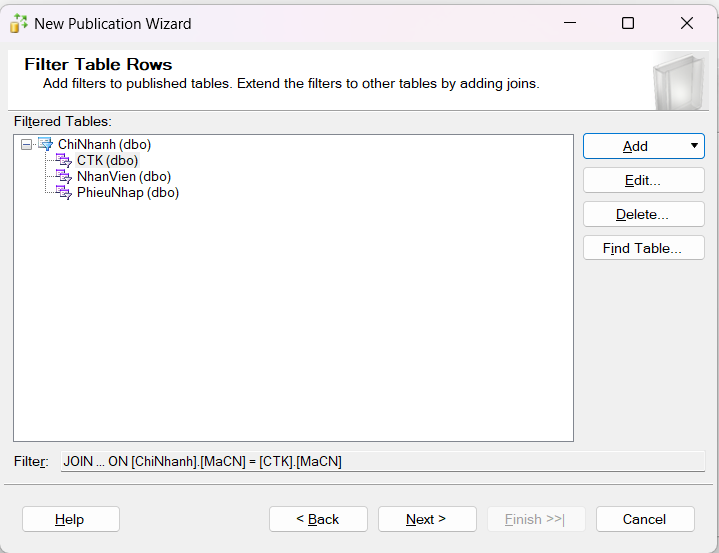 New Publication Wizard
Filter Table Rows
Add filters to published tables. Extend the filters to other tables by adding joins.
Filtered Tables:
ChiNhanh (dbo)
CTK (dbo)
NhanVien (dbo)
PhieuNhap (dbo)
Add
Edit...
Delete...
Find Table...
Filter: JOIN ... ON [ChiNhanh].[MaCN] = [CTK].[MaCN]
Help < Back Next > Finish >>| Cancel